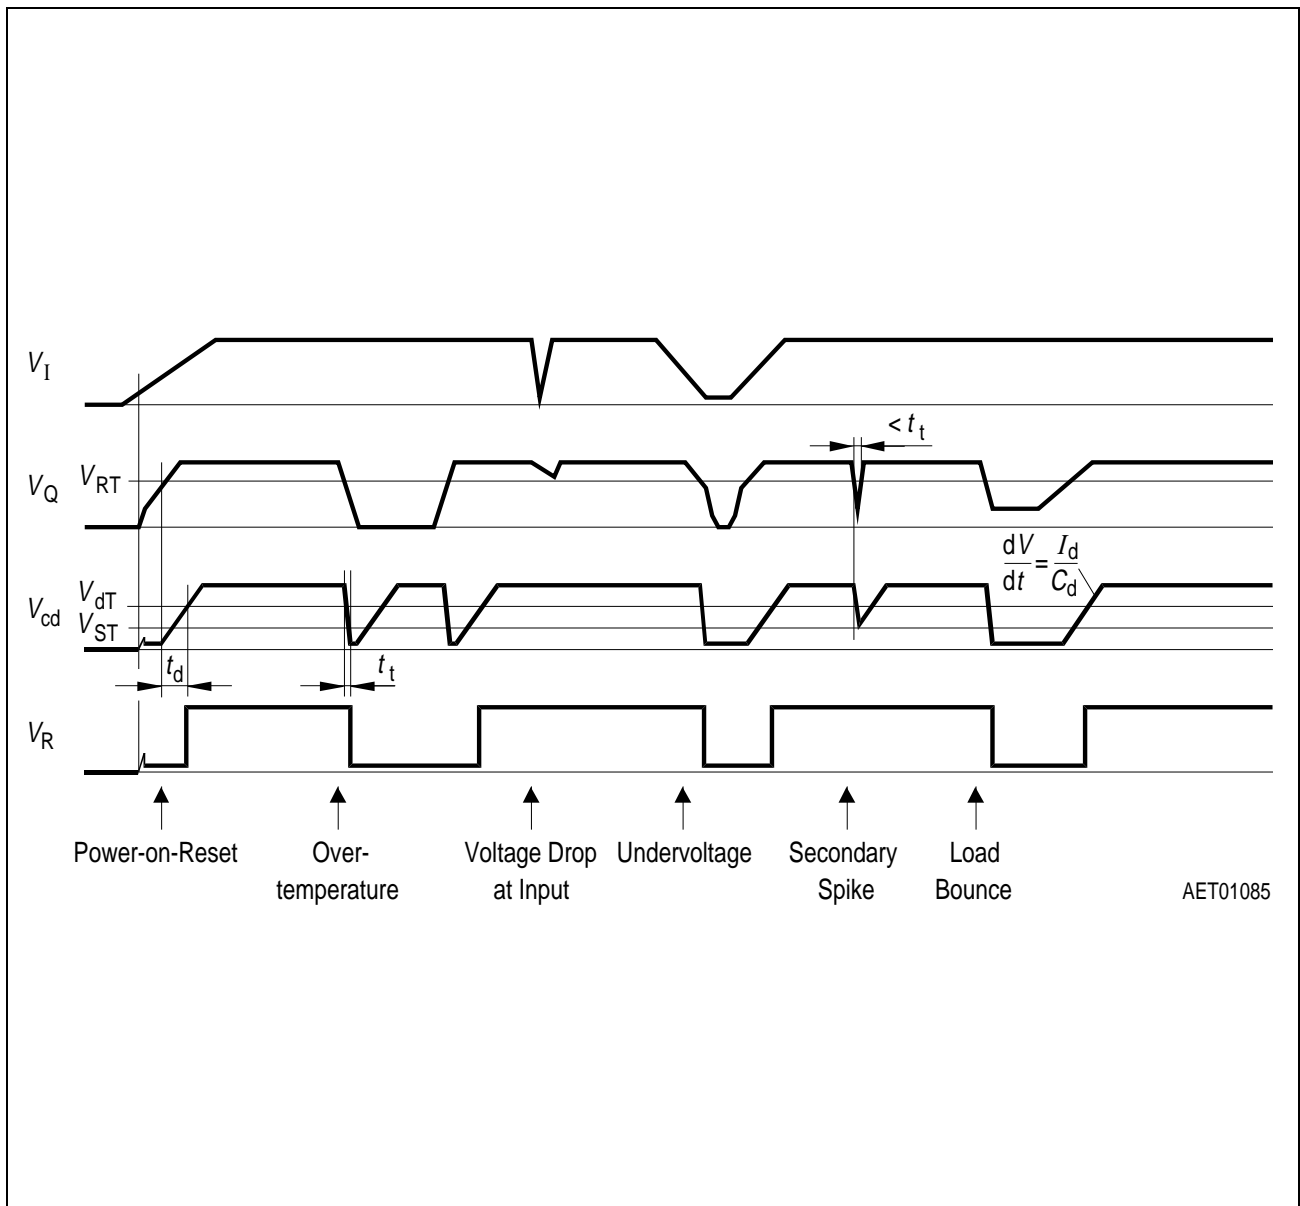 V_I
< t_t
V_Q
V_RT
dV/dt = I_d/C_d
V_cd
V_dT
V_ST
t_d
t_t
V_R
Power-on-Reset
Over-
temperature
Voltage Drop
at Input
Undervoltage
Secondary
Spike
Load
Bounce
AET01085